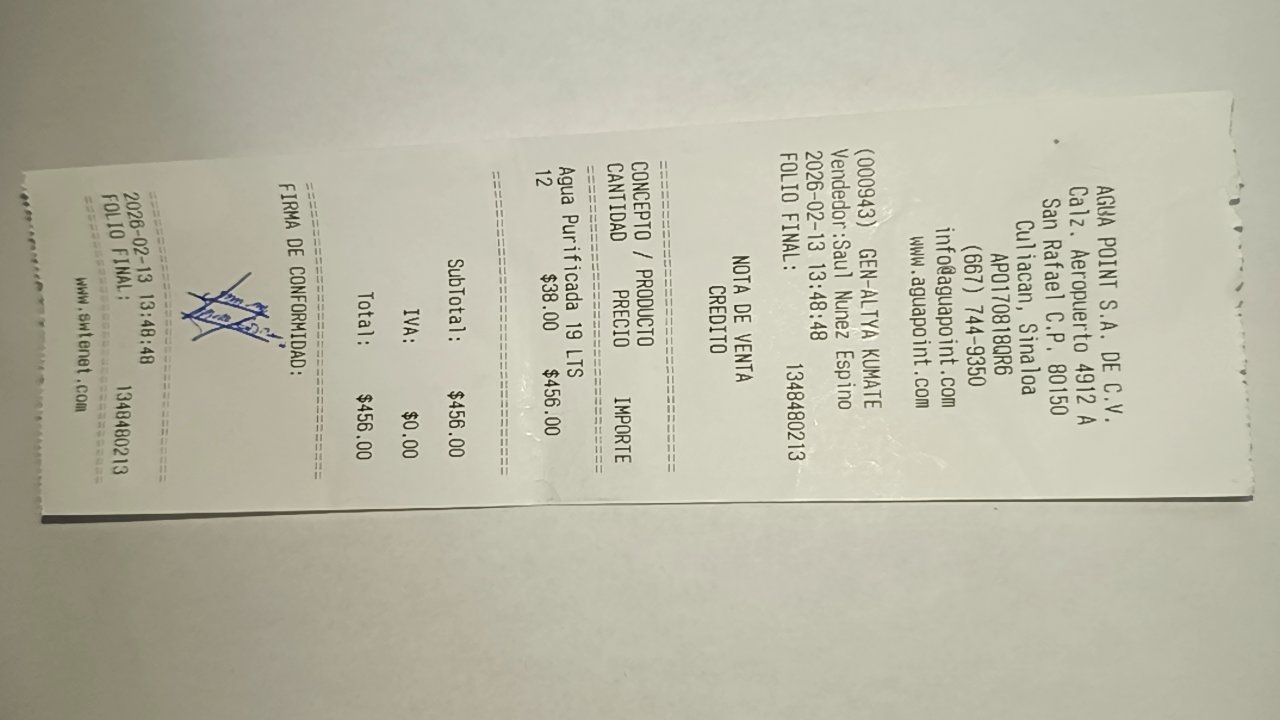 AGUA POINT S.A. DE C.V.
Calz. Aeropuerto 4912 A
San Rafael C.P. 80150
Culiacan, Sinaloa
APO170818QR6
(667) 744-9350
info@aguapoint.com
www.aguapoint.com
(000943) GEN-ALTYA KUMATE
Vendedor:Saul Nunez Espino
2026-02-13 13:48:48
FOLIO FINAL: 1348480213
NOTA DE VENTA
CREDITO
==============================
CONCEPTO / PRODUCTO
CANTIDAD PRECIO IMPORTE
==============================
Agua Purificada 19 LTS
12 $38.00 $456.00
==============================
SubTotal: $456.00
IVA: $0.00
Total: $456.00
==============================
FIRMA DE CONFORMIDAD:
==============================
2026-02-13 13:48:48
FOLIO FINAL: 1348480213
==============================
www.swtenet.com